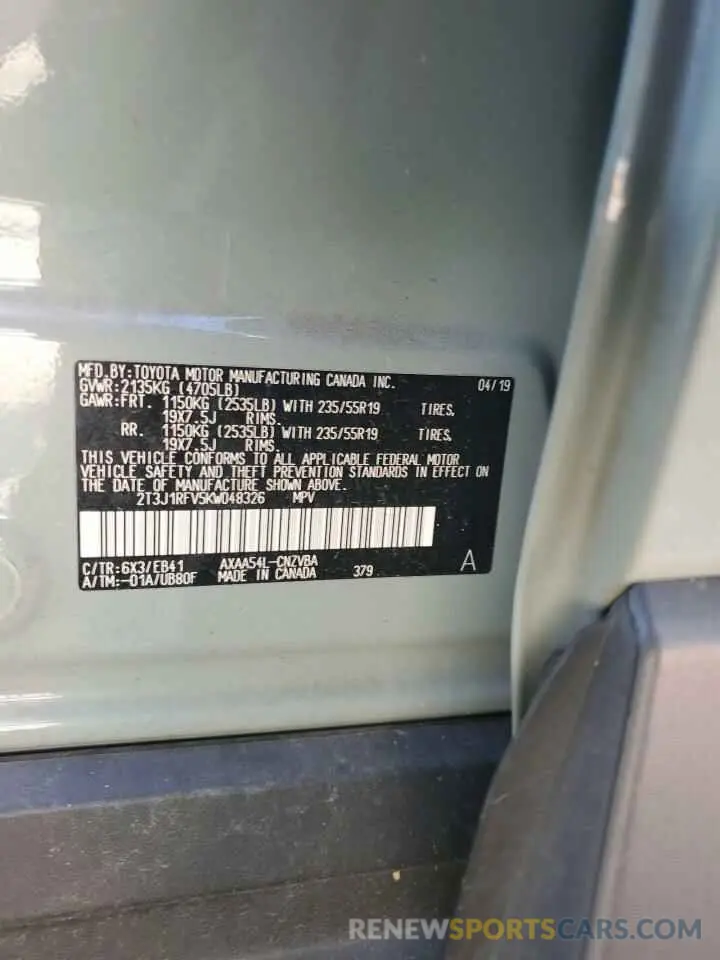 MFD. BY: TOYOTA MOTOR MANUFACTURING CANADA INC. 04/19
GVWR: 2135KG (4705LB)
GAWR: FRT. 1150KG (2535LB) WITH 235/55R19 TIRES,
19X7.5J RIMS.
RR. 1150KG (2535LB) WITH 235/55R19 TIRES,
19X7.5J RIMS.
THIS VEHICLE CONFORMS TO ALL APPLICABLE FEDERAL MOTOR
VEHICLE SAFETY AND THEFT PREVENTION STANDARDS IN EFFECT ON
THE DATE OF MANUFACTURE SHOWN ABOVE.
2T3J1RFV5KW048326 MPV
C/TR: 6X3/EB41 AXAA54L-CNZVBA
A/TM: -01A/UB80F MADE IN CANADA 379 A
RENEWSPORTSCARS.COM